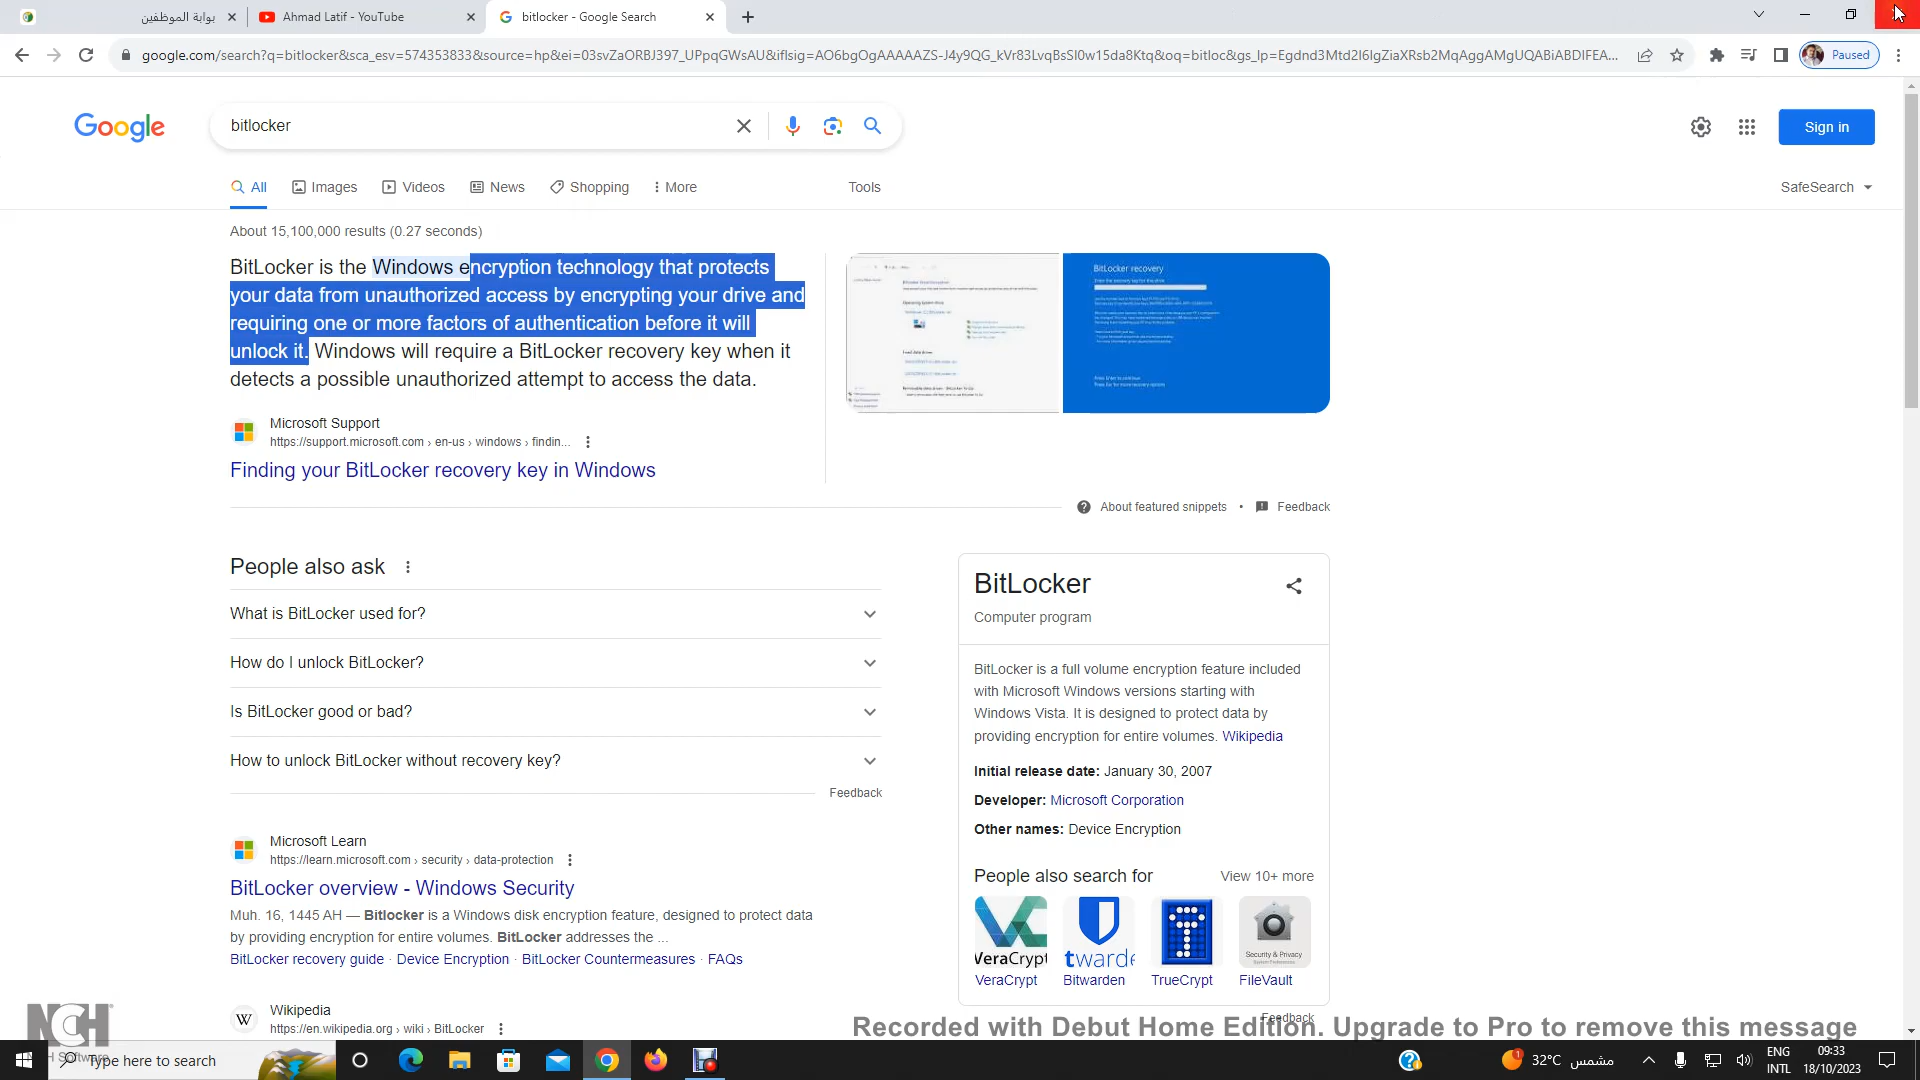 بوابة الموظفين
Ahmad Latif - YouTube
bitlocker - Google Search
google.com/search?q=bitlocker&sca_esv=574353833&source=hp&ei=03svZaORBJ397_UPpqGWsAU&iflsig=AO6bgOgAAAAAZS-J4y9QG_kVr83LvqBsSI0w15da8Ktq&oq=bitloc&gs_lp=Egdnd3Mtd2l6IgZiaXRsb2MqAggAMgUQABiABDIFEA...
Paused
Google
bitlocker
Sign in
All
Images
Videos
News
Shopping
More
Tools
SafeSearch
About 15,100,000 results (0.27 seconds)
BitLocker is the Windows encryption technology that protects
your data from unauthorized access by encrypting your drive and
requiring one or more factors of authentication before it will
unlock it. Windows will require a BitLocker recovery key when it
detects a possible unauthorized attempt to access the data.
BitLocker recovery
Microsoft Support
https://support.microsoft.com › en-us › windows › findin...
Finding your BitLocker recovery key in Windows
About featured snippets • Feedback
People also ask
What is BitLocker used for?
How do I unlock BitLocker?
Is BitLocker good or bad?
How to unlock BitLocker without recovery key?
Feedback
Microsoft Learn
https://learn.microsoft.com › security › data-protection
BitLocker overview - Windows Security
Muh. 16, 1445 AH — Bitlocker is a Windows disk encryption feature, designed to protect data
by providing encryption for entire volumes. BitLocker addresses the ...
BitLocker recovery guide · Device Encryption · BitLocker Countermeasures · FAQs
Wikipedia
https://en.wikipedia.org › wiki › BitLocker
BitLocker
Computer program
BitLocker is a full volume encryption feature included
with Microsoft Windows versions starting with
Windows Vista. It is designed to protect data by
providing encryption for entire volumes. Wikipedia
Initial release date: January 30, 2007
Developer: Microsoft Corporation
Other names: Device Encryption
People also search for
View 10+ more
VeraCrypt
Bitwarden
TrueCrypt
Security & Privacy
FileVault
Feedback
NCH
Recorded with Debut Home Edition. Upgrade to Pro to remove this message
Type here to search
32°C مشمس
ENG
INTL
09:33
18/10/2023